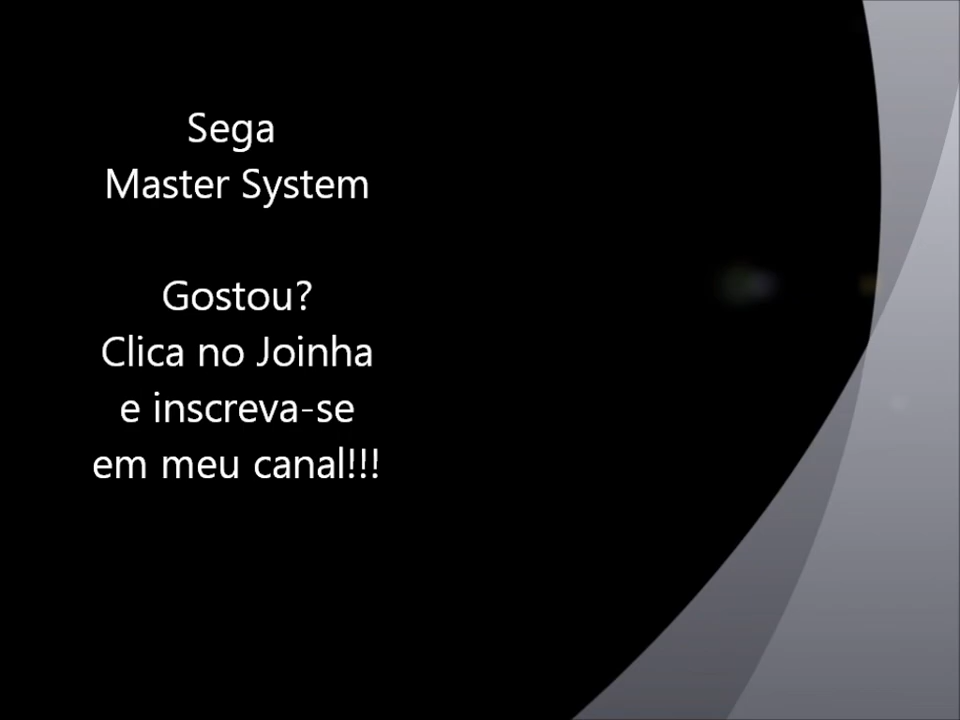 Sega
Master System
Gostou?
Clica no Joinha
e inscreva-se
em meu canal!!!